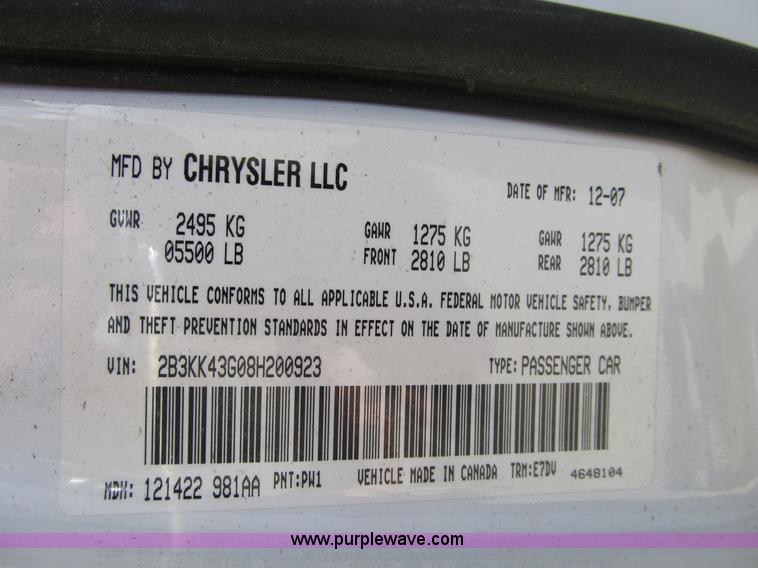 MFD BY CHRYSLER LLC
DATE OF MFR: 12-07
GVWR 2495 KG
05500 LB
GAWR 1275 KG
FRONT 2810 LB
GAWR 1275 KG
REAR 2810 LB
THIS VEHICLE CONFORMS TO ALL APPLICABLE U.S.A. FEDERAL MOTOR VEHICLE SAFETY, BUMPER
AND THEFT PREVENTION STANDARDS IN EFFECT ON THE DATE OF MANUFACTURE SHOWN ABOVE.
VIN: 2B3KK43G08H200923 TYPE: PASSENGER CAR
MDH: 121422 981AA PNT:PW1 VEHICLE MADE IN CANADA TRM:E7DV 4648104
www.purplewave.com